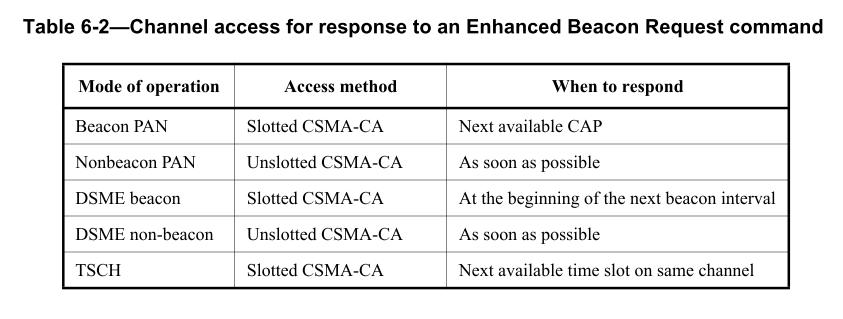 Table 6-2—Channel access for response to an Enhanced Beacon Request command
Mode of operation Access method When to respond
Beacon PAN Slotted CSMA-CA Next available CAP
Nonbeacon PAN Unslotted CSMA-CA As soon as possible
DSME beacon Slotted CSMA-CA At the beginning of the next beacon interval
DSME non-beacon Unslotted CSMA-CA As soon as possible
TSCH Slotted CSMA-CA Next available time slot on same channel